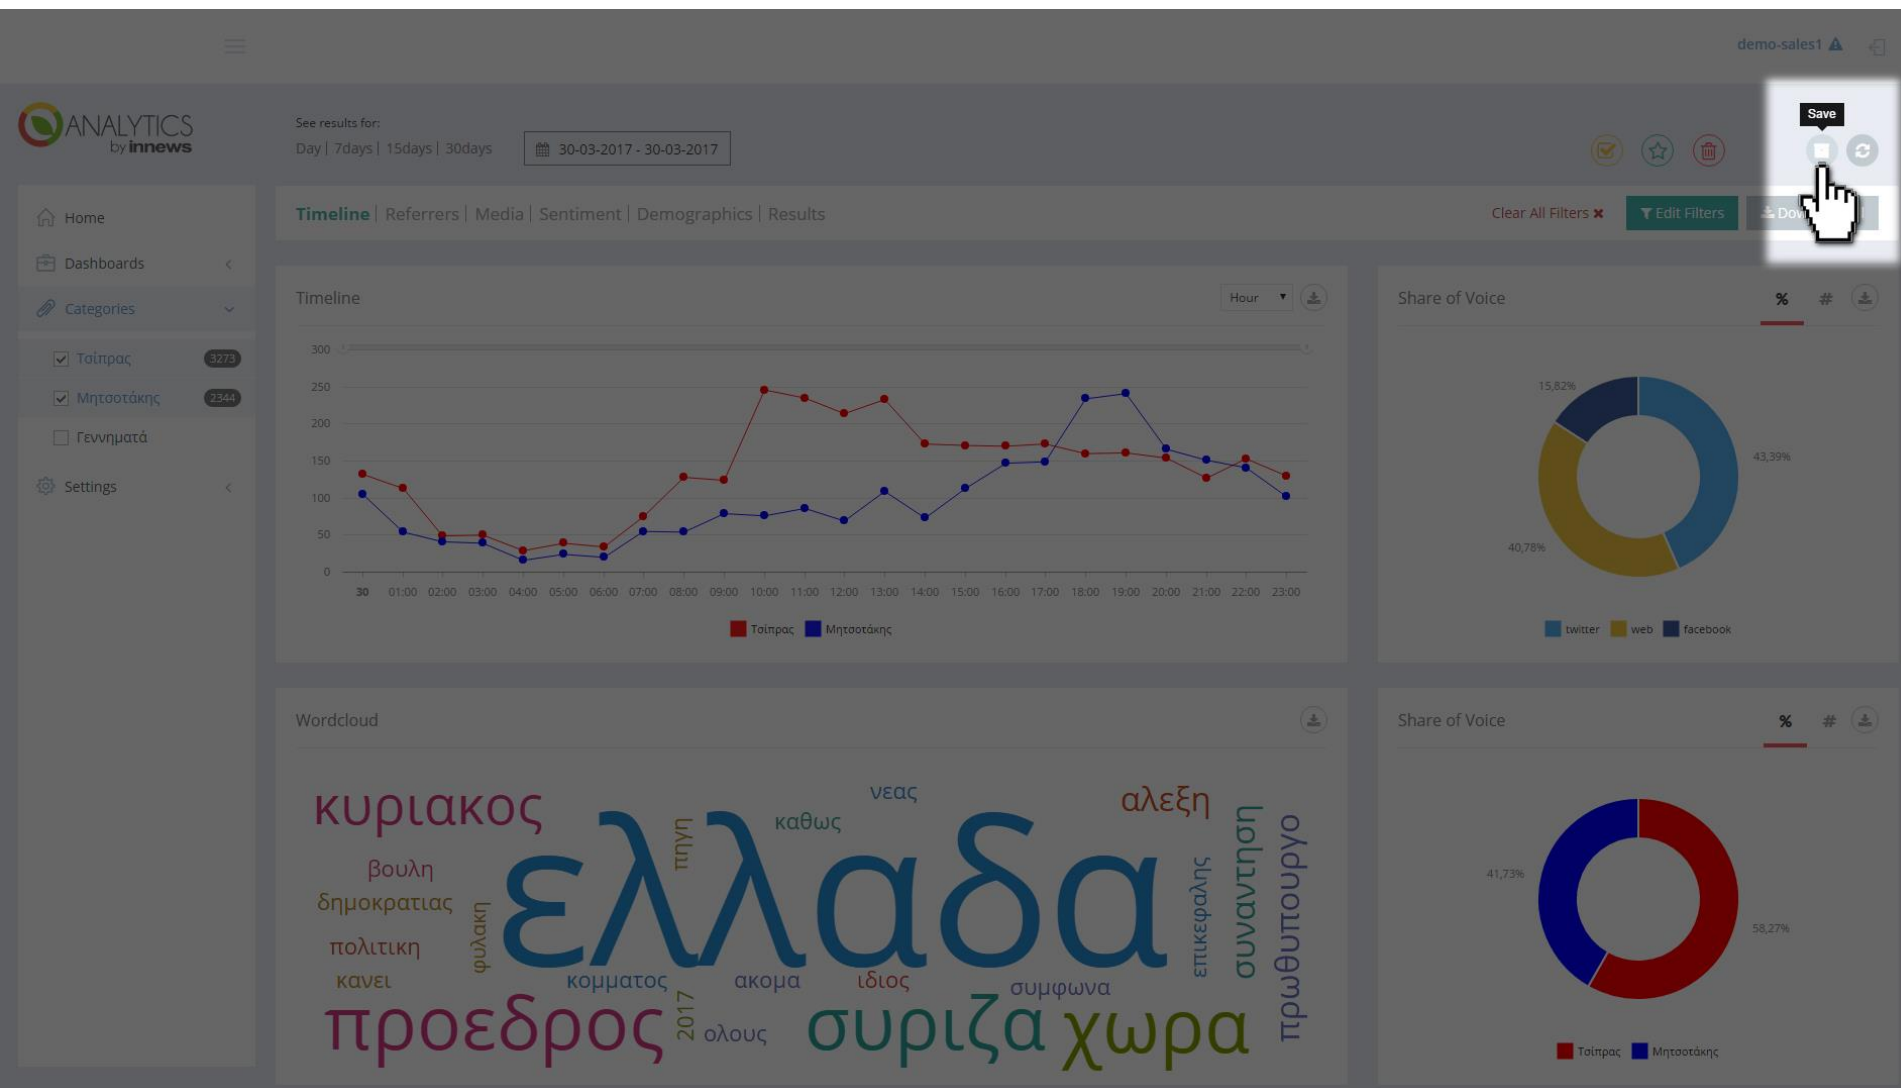 demo-sales1
Save
ANALYTICS
by innews
See results for:
Day | 7days | 15days | 30days
30-03-2017 - 30-03-2017
Home
Dashboards
Categories
Τσίπρας 3273
Μητσοτάκης 2344
Γεννηματά
Settings
Timeline | Referrers | Media | Sentiment | Demographics | Results
Clear All Filters ×
Edit Filters
Timeline
Hour
300
250
200
150
100
50
0
30 01:00 02:00 03:00 04:00 05:00 06:00 07:00 08:00 09:00 10:00 11:00 12:00 13:00 14:00 15:00 16:00 17:00 18:00 19:00 20:00 21:00 22:00 23:00
Τσίπρας Μητσοτάκης
Share of Voice
% #
15,82%
43,39%
40,78%
twitter web facebook
Wordcloud
κυριακος
νεας
αλεξη
καθως
πηγη
βουλη
ελλαδα
δημοκρατιας
φυλακη
πολιτικη
κανει
κομματος
ακομα
ιδιος
συμφωνα
επικεφαλης
συναντηση
πρωθυπουργο
προεδρος
2017
ολους
συριζα
χωρα
Share of Voice
% #
41,73%
58,27%
Τσίπρας Μητσοτάκης